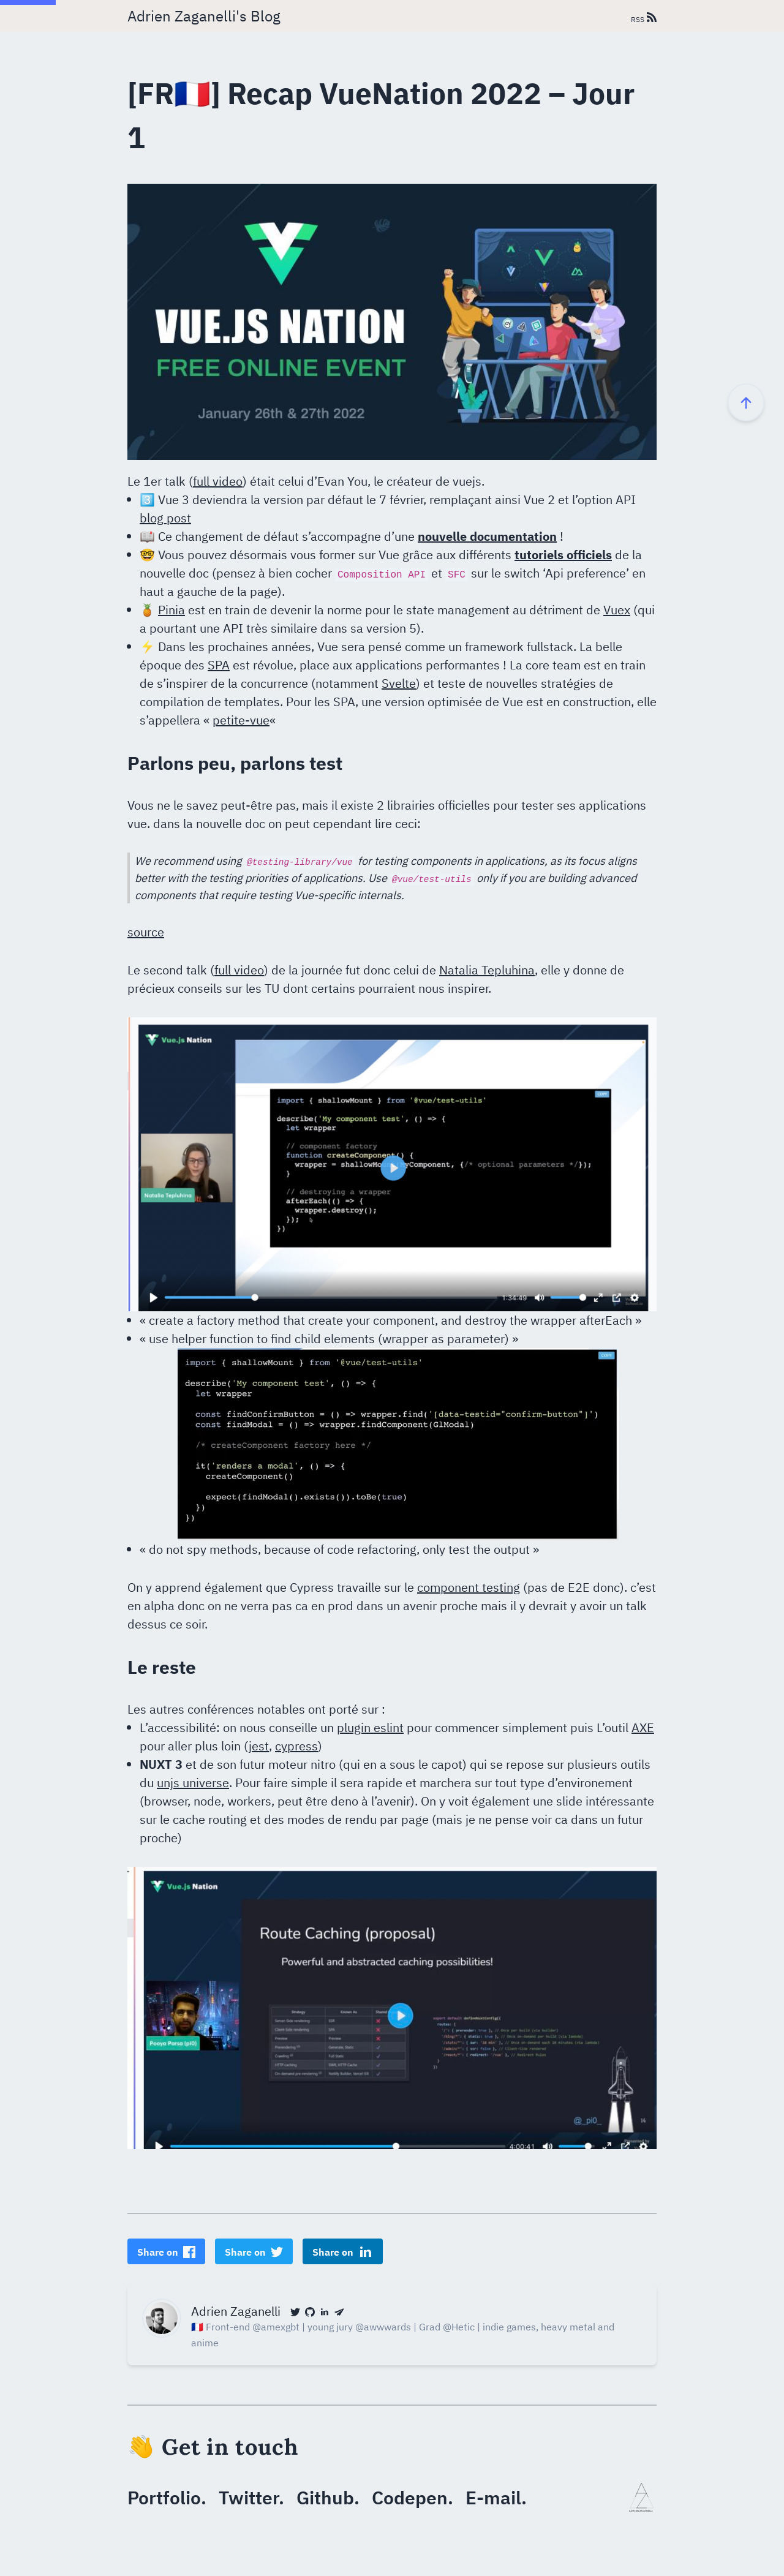 Adrien Zaganelli's Blog
RSS
[FR🇫🇷] Recap VueNation 2022 – Jour
1
VUE.JS NATION
FREE ONLINE EVENT
January 26th & 27th 2022
Le 1er talk (full video) était celui d’Evan You, le créateur de vuejs.
3️⃣ Vue 3 deviendra la version par défaut le 7 février, remplaçant ainsi Vue 2 et l’option API
blog post
📖 Ce changement de défaut s’accompagne d’une nouvelle documentation !
🤓 Vous pouvez désormais vous former sur Vue grâce aux différents tutoriels officiels de la
nouvelle doc (pensez à bien cocher Composition API et SFC sur le switch ‘Api preference’ en
haut a gauche de la page).
🍍 Pinia est en train de devenir la norme pour le state management au détriment de Vuex (qui
a pourtant une API très similaire dans sa version 5).
⚡ Dans les prochaines années, Vue sera pensé comme un framework fullstack. La belle
époque des SPA est révolue, place aux applications performantes ! La core team est en train
de s’inspirer de la concurrence (notamment Svelte) et teste de nouvelles stratégies de
compilation de templates. Pour les SPA, une version optimisée de Vue est en construction, elle
s’appellera « petite-vue«
Parlons peu, parlons test
Vous ne le savez peut-être pas, mais il existe 2 librairies officielles pour tester ses applications
vue. dans la nouvelle doc on peut cependant lire ceci:
We recommend using @testing-library/vue for testing components in applications, as its focus aligns
better with the testing priorities of applications. Use @vue/test-utils only if you are building advanced
components that require testing Vue-specific internals.
source
Le second talk (full video) de la journée fut donc celui de Natalia Tepluhina, elle y donne de
précieux conseils sur les TU dont certains pourraient nous inspirer.
Vue.js Nation
import { shallowMount } from '@vue/test-utils'
describe('My component test', () => {
let wrapper
// component factory
function createComponent() {
wrapper = shallowMo yComponent, {/* optional parameters */});
}
// destroying a wrapper
afterEach(() => {
wrapper.destroy();
});
})
Natalia Tepluhina
1:34:49
« create a factory method that create your component, and destroy the wrapper afterEach »
« use helper function to find child elements (wrapper as parameter) »
import { shallowMount } from '@vue/test-utils'
describe('My component test', () => {
let wrapper
const findConfirmButton = () => wrapper.find('[data-testid="confirm-button"]')
const findModal = () => wrapper.findComponent(GlModal)
/* createComponent factory here */
it('renders a modal', () => {
createComponent()
expect(findModal().exists()).toBe(true)
})
})
« do not spy methods, because of code refactoring, only test the output »
On y apprend également que Cypress travaille sur le component testing (pas de E2E donc). c’est
en alpha donc on ne verra pas ca en prod dans un avenir proche mais il y devrait y avoir un talk
dessus ce soir.
Le reste
Les autres conférences notables ont porté sur :
L’accessibilité: on nous conseille un plugin eslint pour commencer simplement puis L’outil AXE
pour aller plus loin (jest, cypress)
NUXT 3 et de son futur moteur nitro (qui en a sous le capot) qui se repose sur plusieurs outils
du unjs universe. Pour faire simple il sera rapide et marchera sur tout type d’environement
(browser, node, workers, peut être deno à l’avenir). On y voit également une slide intéressante
sur le cache routing et des modes de rendu par page (mais je ne pense voir ca dans un futur
proche)
Vue.js Nation
Route Caching (proposal)
Powerful and abstracted caching possibilities!
Pooya Parsa (pi0)
@_pi0_
4:00:41
Share on
Share on
Share on
Adrien Zaganelli
🇫🇷 Front-end @amexgbt | young jury @awwwards | Grad @Hetic | indie games, heavy metal and
anime
👋 Get in touch
Portfolio. Twitter. Github. Codepen. E-mail.